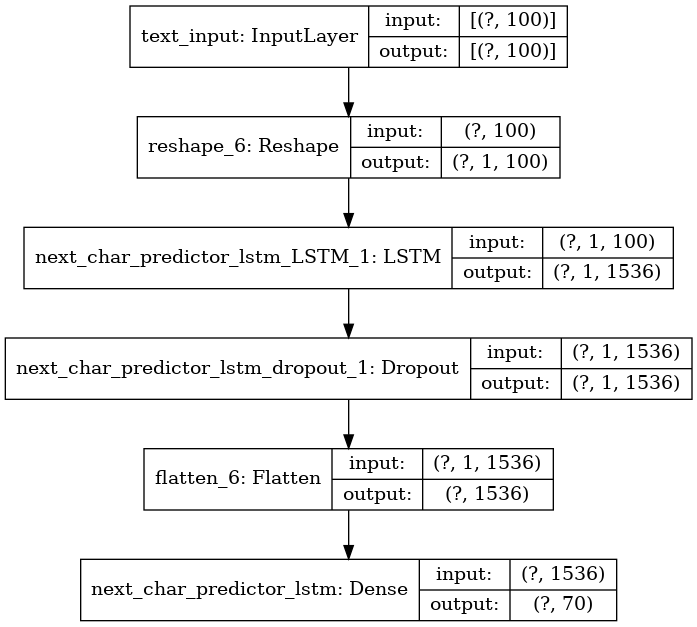 text_input: InputLayer
input:
[(?, 100)]
output:
[(?, 100)]
reshape_6: Reshape
input:
(?, 100)
output:
(?, 1, 100)
next_char_predictor_lstm_LSTM_1: LSTM
input:
(?, 1, 100)
output:
(?, 1, 1536)
next_char_predictor_lstm_dropout_1: Dropout
input:
(?, 1, 1536)
output:
(?, 1, 1536)
flatten_6: Flatten
input:
(?, 1, 1536)
output:
(?, 1536)
next_char_predictor_lstm: Dense
input:
(?, 1536)
output:
(?, 70)